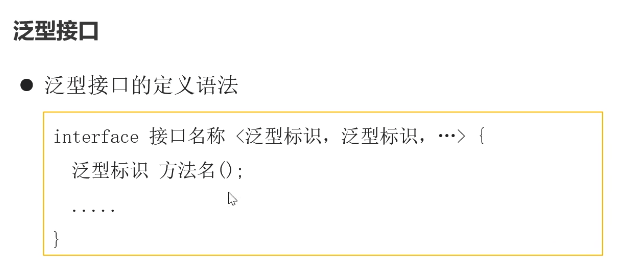 泛型接口
● 泛型接口的定义语法
interface 接口名称 <泛型标识，泛型标识，…> {
泛型标识 方法名();
.....
}